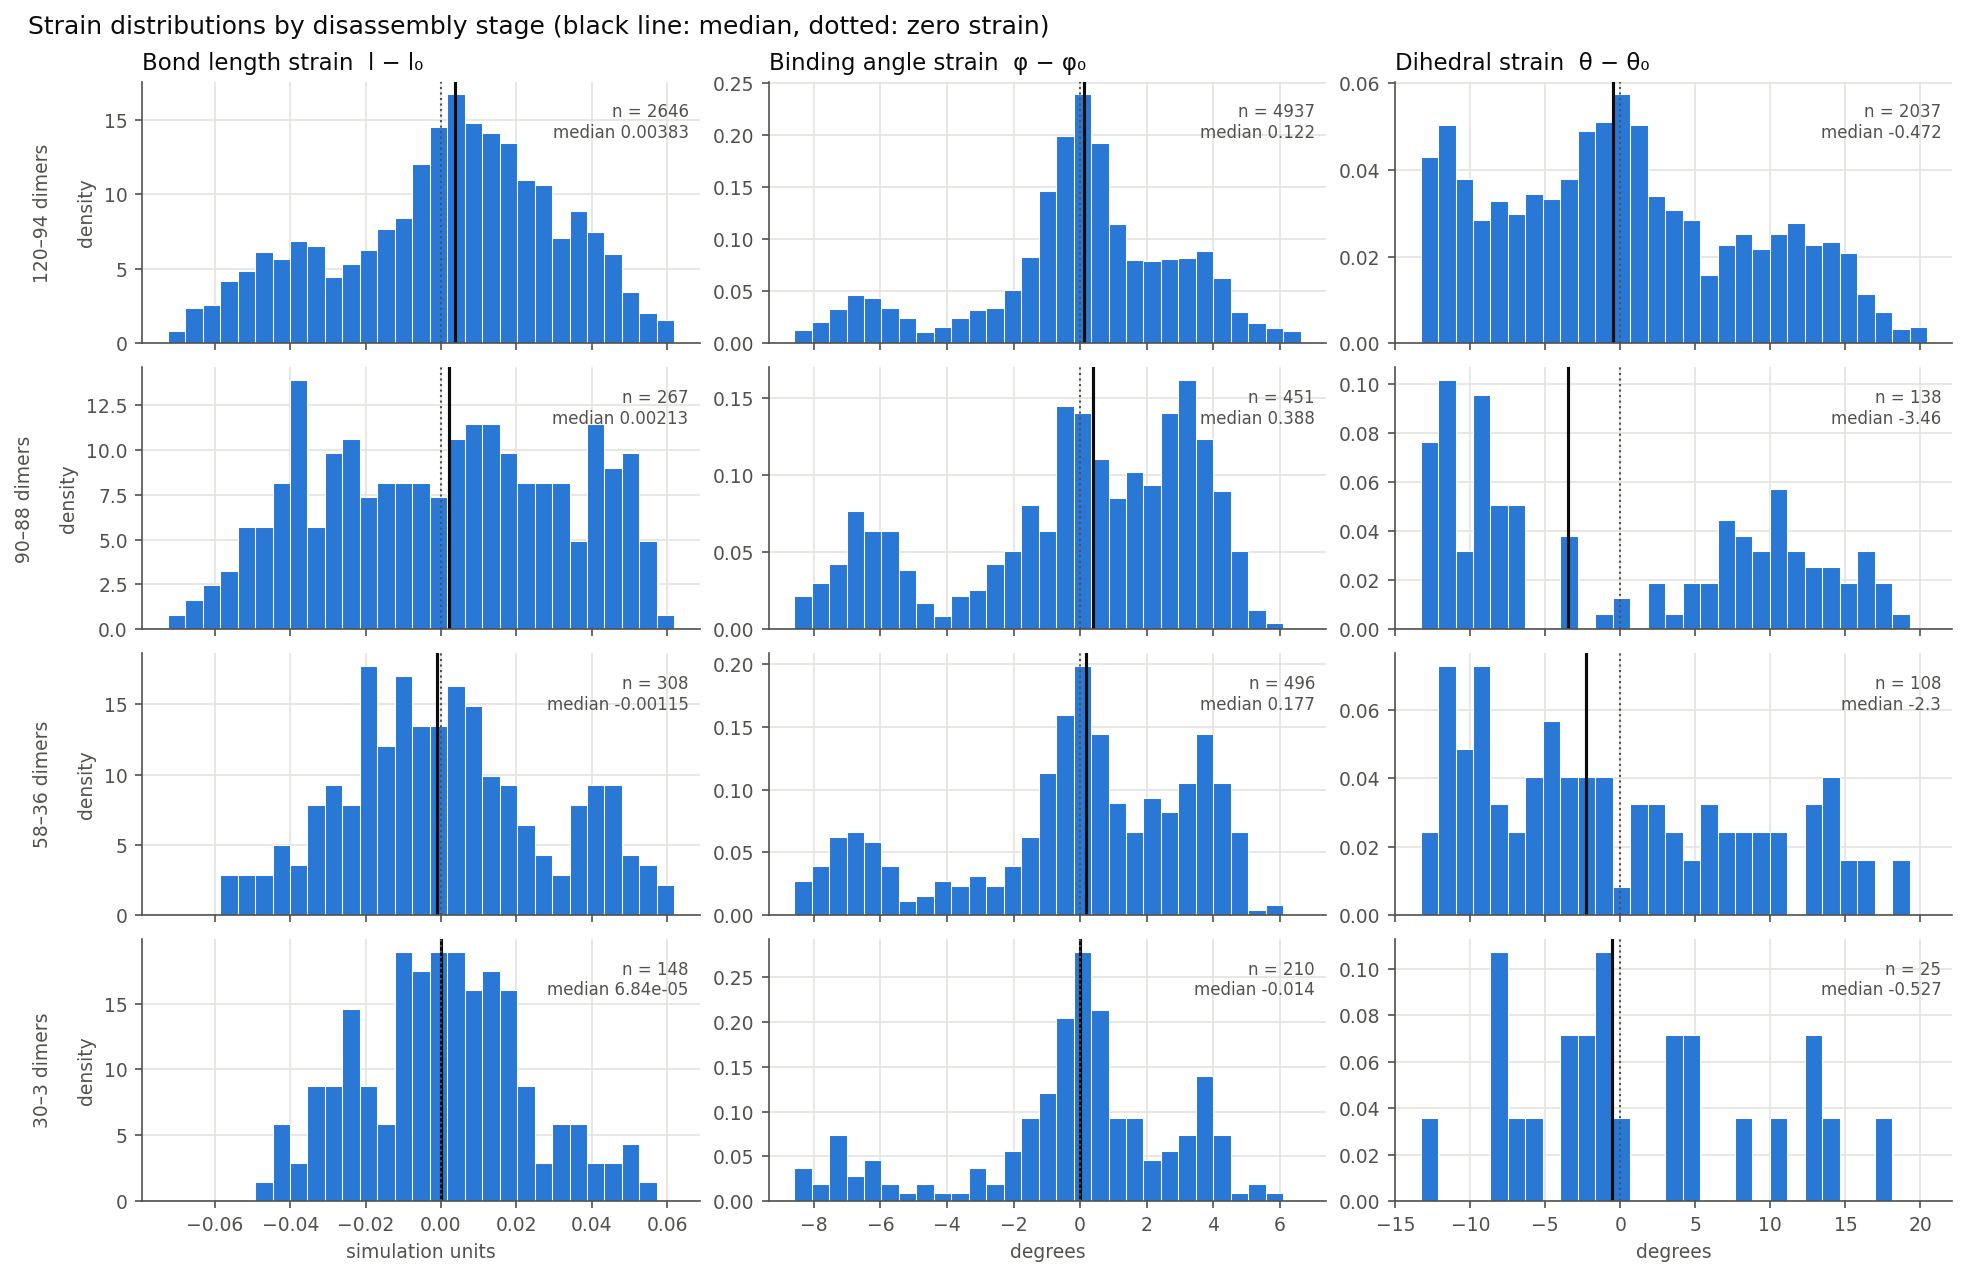 Strain distributions by disassembly stage (black line: median, dotted: zero strain)
Bond length strain  l − l₀
Binding angle strain  φ − φ₀
Dihedral strain  θ − θ₀
120–94 dimers
density
15
10
5
0
n = 2646
median 0.00383
0.25
0.20
0.15
0.10
0.05
0.00
n = 4937
median 0.122
0.06
0.04
0.02
0.00
n = 2037
median -0.472
90–88 dimers
density
12.5
10.0
7.5
5.0
2.5
0.0
n = 267
median 0.00213
0.15
0.10
0.05
0.00
n = 451
median 0.388
0.10
0.08
0.06
0.04
0.02
0.00
n = 138
median -3.46
58–36 dimers
density
15
10
5
0
n = 308
median -0.00115
0.20
0.15
0.10
0.05
0.00
n = 496
median 0.177
0.06
0.04
0.02
0.00
n = 108
median -2.3
30–3 dimers
density
15
10
5
0
n = 148
median 6.84e-05
0.25
0.20
0.15
0.10
0.05
0.00
n = 210
median -0.014
0.10
0.08
0.06
0.04
0.02
0.00
n = 25
median -0.527
−0.06 −0.04 −0.02 0.00 0.02 0.04 0.06
simulation units
−8 −6 −4 −2 0 2 4 6
degrees
−15 −10 −5 0 5 10 15 20
degrees